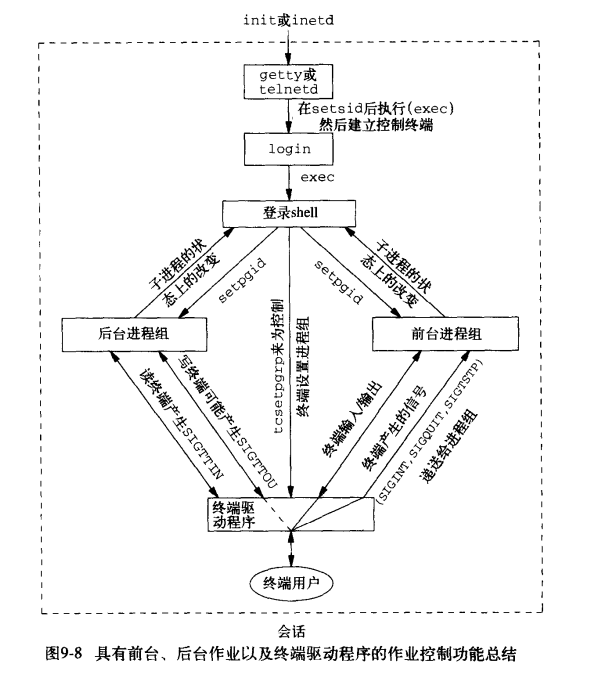 init或inetd
getty或
telnetd
在setsid后执行(exec)
然后建立控制终端
login
exec
登录shell
子进程的状
态上的改变
setpgid
setpgid
子进程的状
态上的改变
后台进程组
前台进程组
读终端产生SIGTTIN
写终端可能产生SIGTTOU
tcsetpgrp来为控制
终端设置进程组
终端输入/输出
终端产生的信号
(SIGINT,SIGQUIT,SIGTSTP)
递送给进程组
终端驱
动程序
终端用户
会话
图9-8 具有前台、后台作业以及终端驱动程序的作业控制功能总结